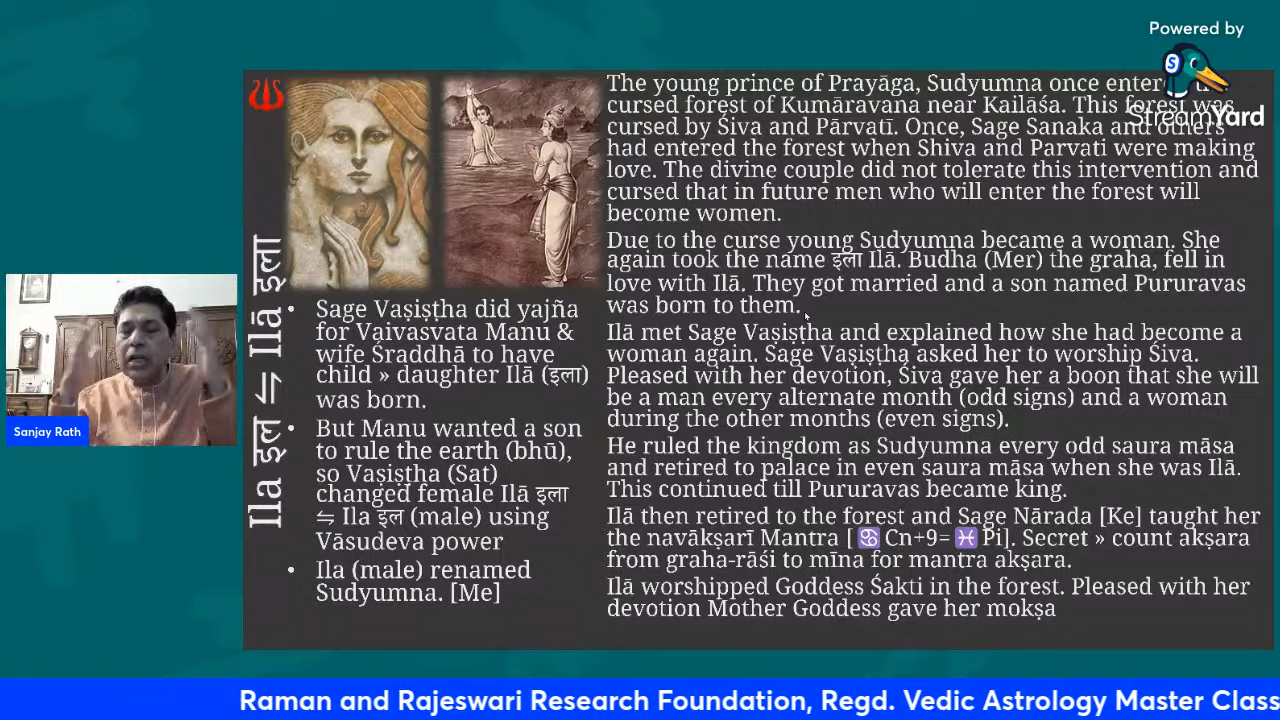 Powered by
StreamYard
Ila इल ⇋ Ilā इला
Sanjay Rath
• Sage Vaṣiṣṭha did yajña
for Vaivasvata Manu &
wife Śraddhā to have
child » daughter Ilā (इला)
was born.
• But Manu wanted a son
to rule the earth (bhū),
so Vaṣiṣṭha (Sat)
changed female Ilā इला
⇋ Ila इल (male) using
Vāsudeva power
• Ila (male) renamed
Sudyumna. [Me]
The young prince of Prayāga, Sudyumna once
cursed forest of Kumāravana near Kailāśa. This forest was
cursed by Śiva and Pārvatī. Once, Sage Sanaka and others
had entered the forest when Shiva and Parvati were making
love. The divine couple did not tolerate this intervention and
cursed that in future men who will enter the forest will
become women.
Due to the curse young Sudyumna became a woman. She
again took the name इला Ilā. Budha (Mer) the graha, fell in
love with Ilā. They got married and a son named Pururavas
was born to them.
Ilā met Sage Vaṣiṣṭha and explained how she had become a
woman again. Sage Vaṣiṣṭha asked her to worship Śiva.
Pleased with her devotion, Śiva gave her a boon that she will
be a man every alternate month (odd signs) and a woman
during the other months (even signs).
He ruled the kingdom as Sudyumna every odd saura māsa
and retired to palace in even saura māsa when she was Ilā.
This continued till Pururavas became king.
Ilā then retired to the forest and Sage Nārada [Ke] taught her
the navākṣarī Mantra [♋ Cn+9=♓ Pi]. Secret » count akṣara
from graha-rāśi to mīna for mantra akṣara.
Ilā worshipped Goddess Śakti in the forest. Pleased with her
devotion Mother Goddess gave her mokṣa
Raman and Rajeswari Research Foundation, Regd. Vedic Astrology Master Class